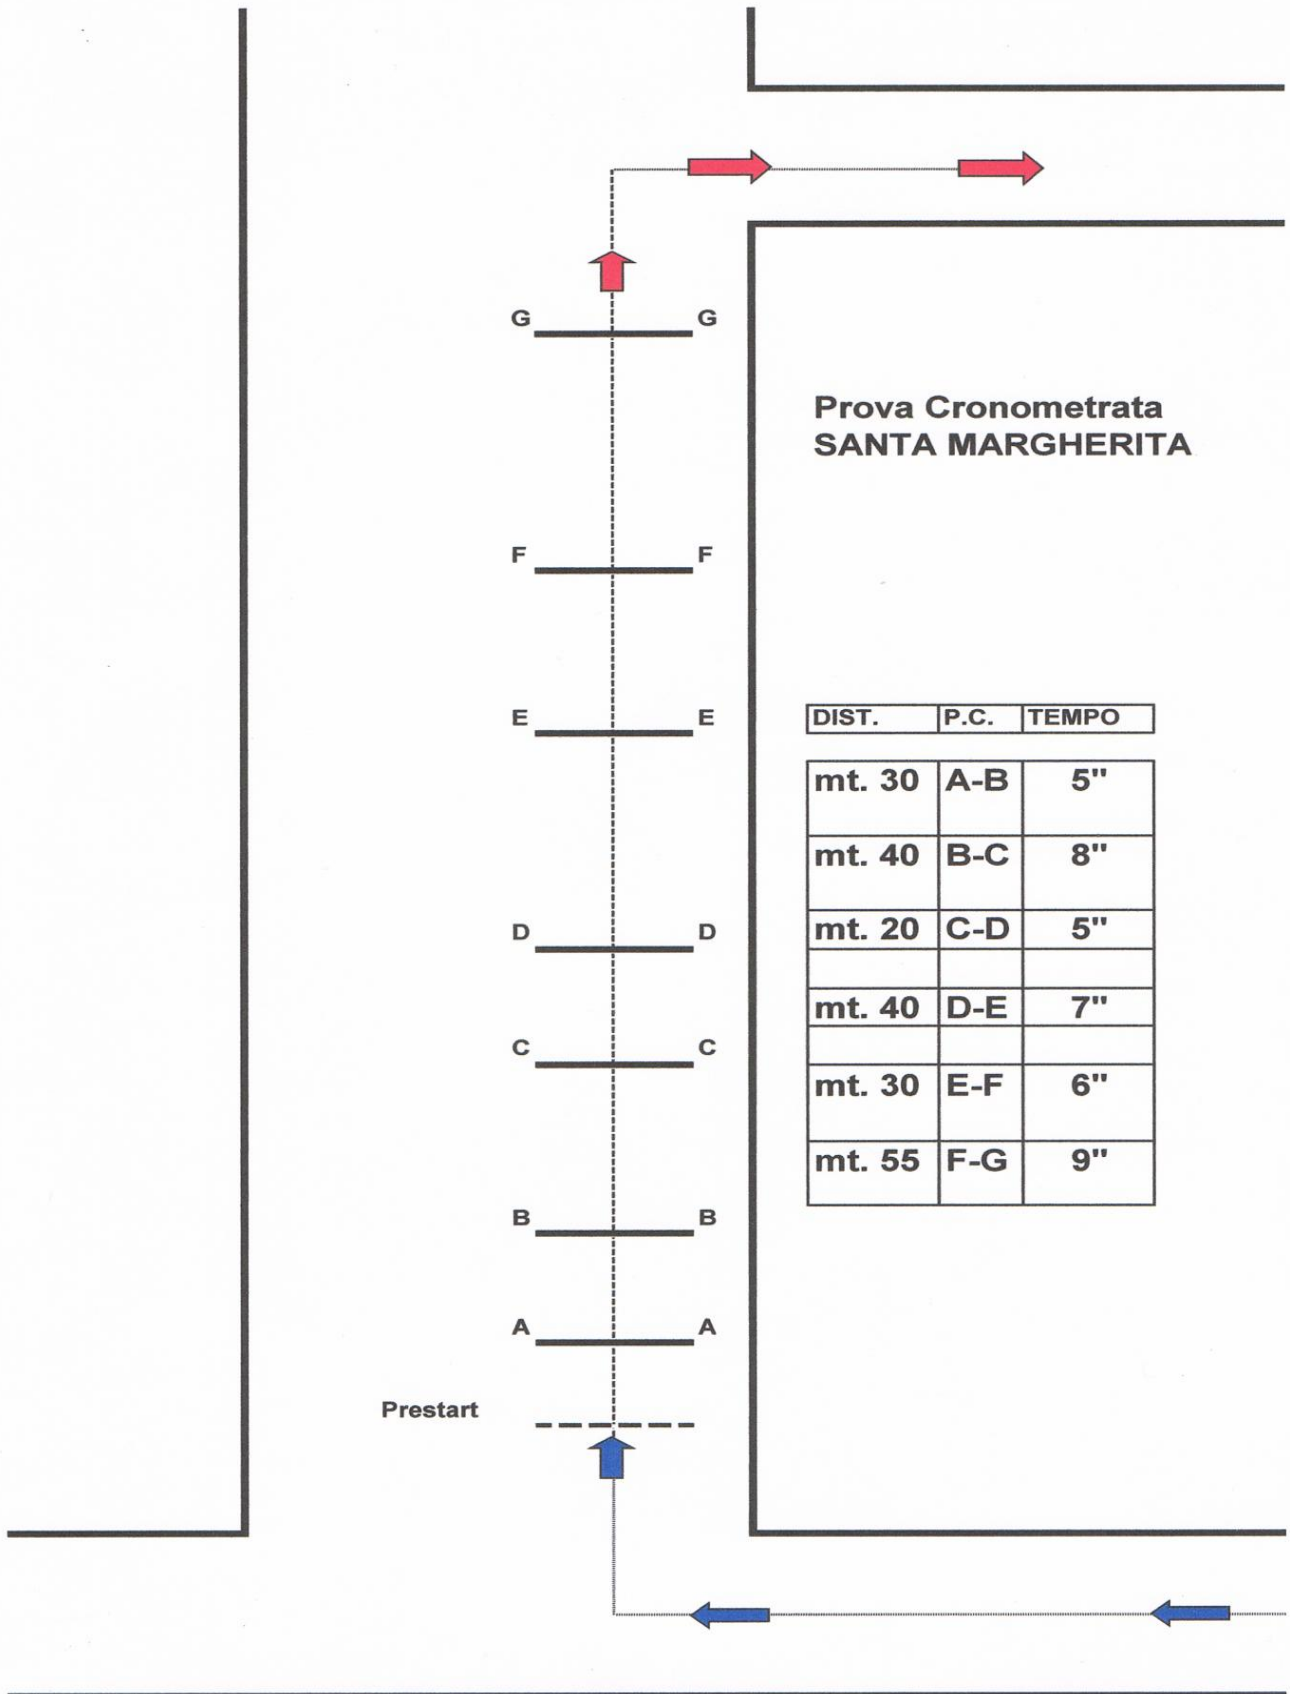 G G
Prova Cronometrata
SANTA MARGHERITA
F F
E E
DIST. P.C. TEMPO
mt. 30 A-B 5"
mt. 40 B-C 8"
mt. 20 C-D 5"
mt. 40 D-E 7"
mt. 30 E-F 6"
mt. 55 F-G 9"
D D
C C
B B
A A
Prestart